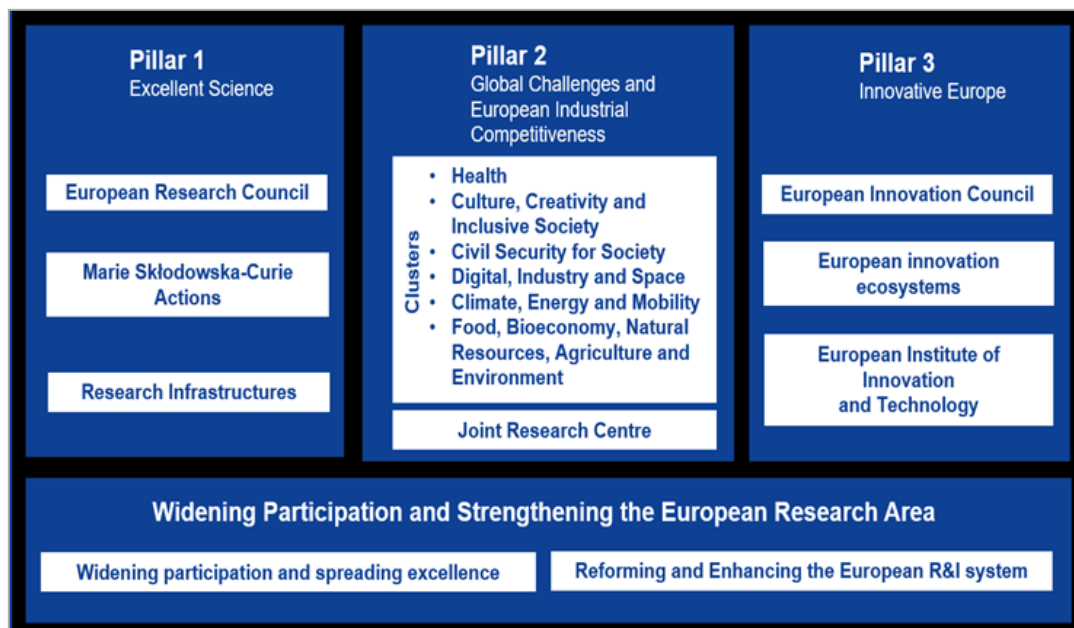 Pillar 1
Excellent Science
European Research Council
Marie Skłodowska-Curie
Actions
Research Infrastructures
Pillar 2
Global Challenges and
European Industrial
Competitiveness
Clusters
• Health
• Culture, Creativity and
Inclusive Society
• Civil Security for Society
• Digital, Industry and Space
• Climate, Energy and Mobility
• Food, Bioeconomy, Natural
Resources, Agriculture and
Environment
Joint Research Centre
Pillar 3
Innovative Europe
European Innovation Council
European innovation
ecosystems
European Institute of
Innovation
and Technology
Widening Participation and Strengthening the European Research Area
Widening participation and spreading excellence
Reforming and Enhancing the European R&I system